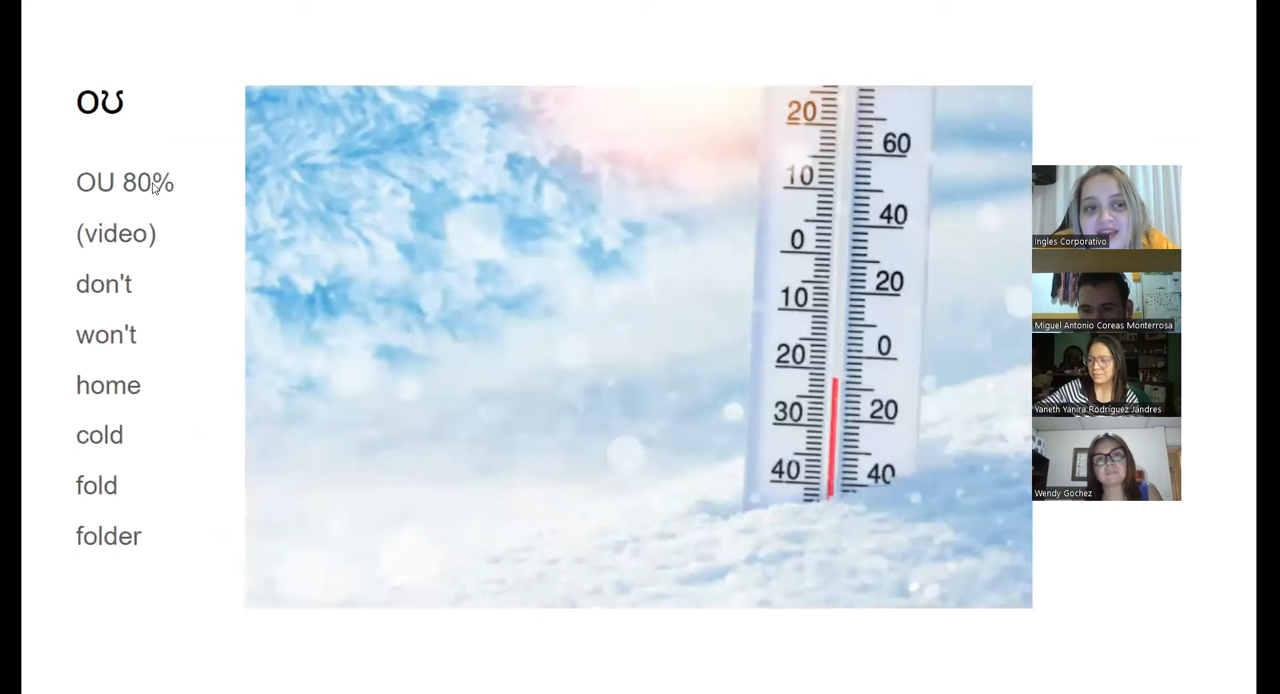 oʊ
OU 80%
(video)
don't
won't
home
cold
fold
folder
20
10
0
10
20
30
40
60
40
20
0
20
40
Ingles Corporativo
Miguel Antonio Coreas Monterrosa
Yaneth Yanira Rodríguez Jándres
Wendy Gochez